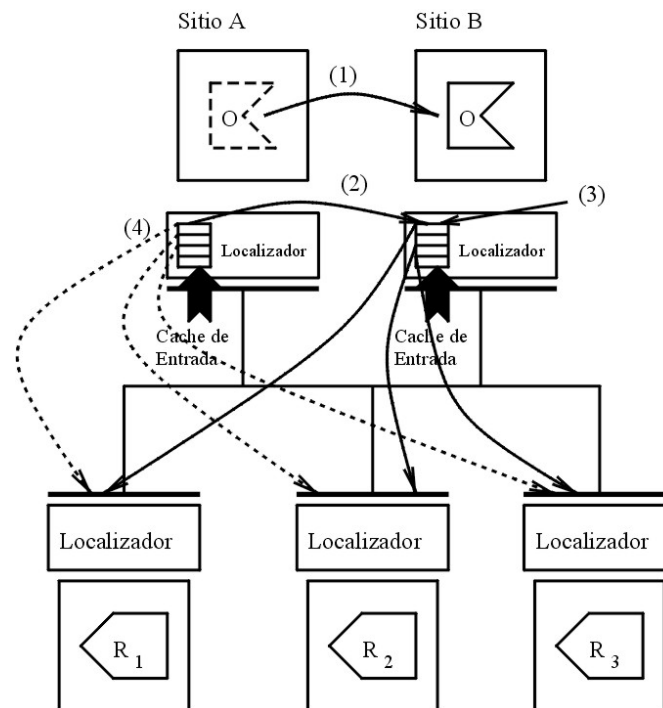 Sitio A
Sitio B
(1)
O
O
(2)
(3)
(4)
Localizador
Localizador
Cache de
Entrada
Cache de
Entrada
Localizador
Localizador
Localizador
R 1
R 2
R 3